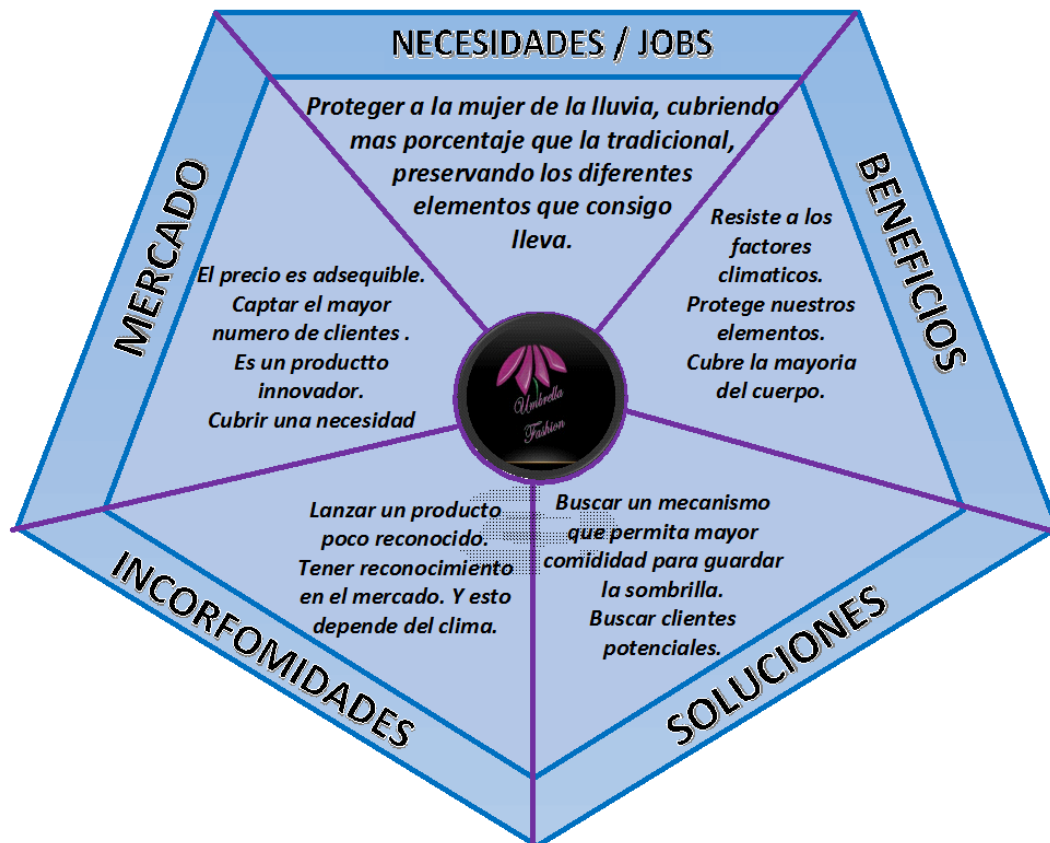 NECESIDADES / JOBS
Proteger a la mujer de la lluvia, cubriendo
mas porcentaje que la tradicional,
preservando los diferentes
elementos que consigo
lleva.
MERCADO
El precio es adsequible.
Captar el mayor
numero de clientes .
Es un productto
innovador.
Cubrir una necesidad
BENEFICIOS
Resiste a los
factores
climaticos.
Protege nuestros
elementos.
Cubre la mayoria
del cuerpo.
Umbrella
Fashion
INCORFOMIDADES
Lanzar un producto
poco reconocido.
Tener reconocimiento
en el mercado. Y esto
depende del clima.
SOLUCIONES
Buscar un mecanismo
que permita mayor
comididad para guardar
la sombrilla.
Buscar clientes
potenciales.